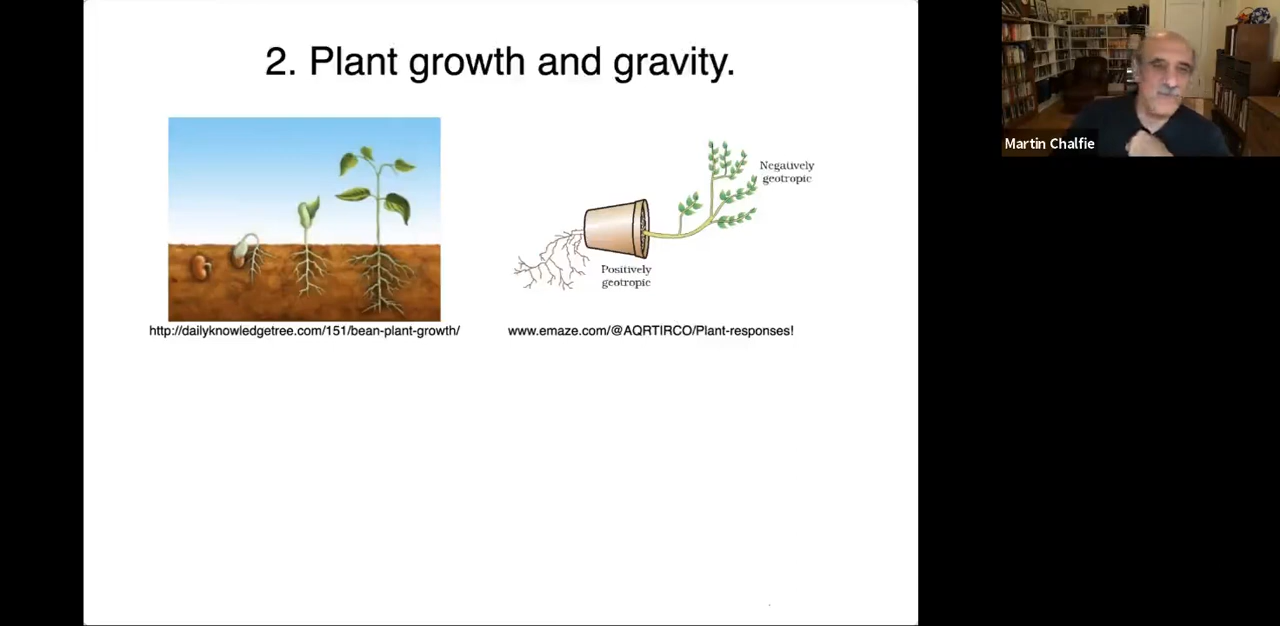 2. Plant growth and gravity.
Negatively
geotropic
Positively
geotropic
http://dailyknowledgetree.com/151/bean-plant-growth/
www.emaze.com/@AQRTIRCO/Plant-responses!
Martin Chalfie